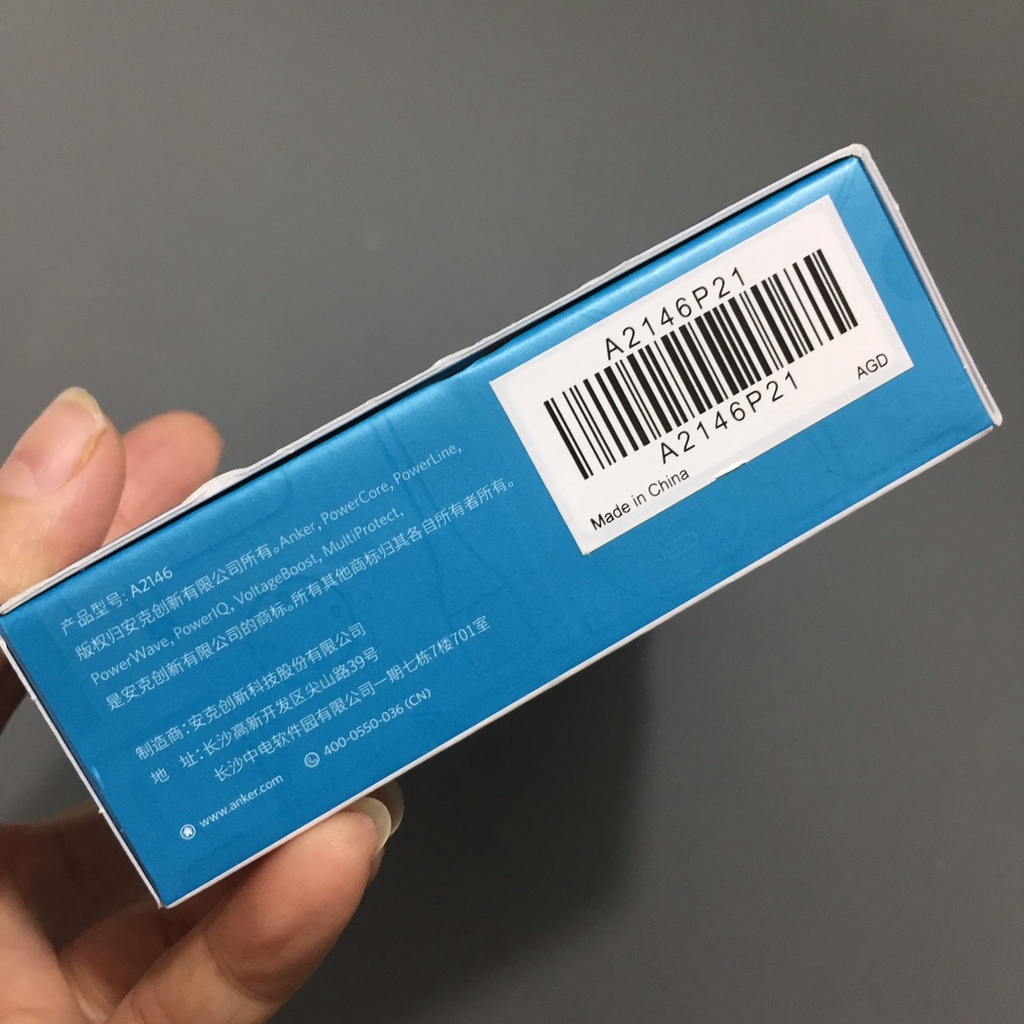 产品型号: A2146
版权归安克创新有限公司所有。Anker, PowerCore, PowerLine,
PowerWave, PowerIQ, VoltageBoost, MultiProtect,
是安克创新有限公司的商标。所有其他商标归其各自所有者所有。
制造商: 安克创新科技股份有限公司
地 址: 长沙高新开发区尖山路39号
长沙中电软件园有限公司一期七栋7楼701室
www.anker.com 400-0550-036 (CN)
A2146P21
A2146P21
Made in China AGD